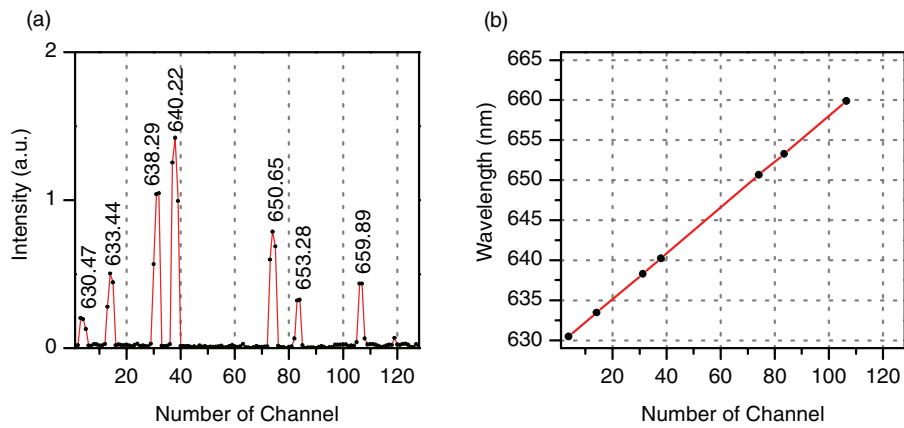 (a)
2
1
0
Intensity (a.u.)
630.47
633.44
638.29
640.22
650.65
653.28
659.89
20 40 60 80 100 120
Number of Channel
(b)
665
660
655
650
645
640
635
630
Wavelength (nm)
20 40 60 80 100 120
Number of Channel